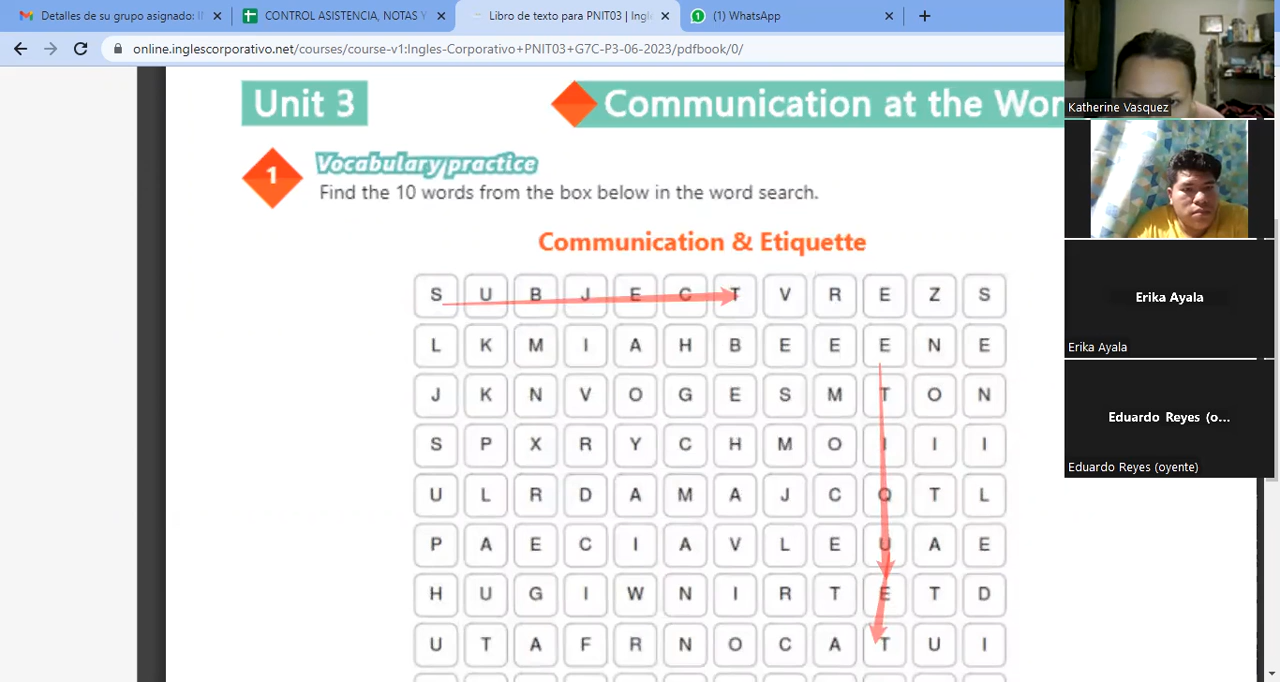 Detalles de su grupo asignado: II
CONTROL ASISTENCIA, NOTAS Y
Libro de texto para PNIT03 | Ingle
(1) WhatsApp
online.inglescorporativo.net/courses/course-v1:Ingles-Corporativo+PNIT03+G7C-P3-06-2023/pdfbook/0/
Unit 3
Communication at the Wor
1
Vocabulary practice
Find the 10 words from the box below in the word search.
Communication & Etiquette
S U B J E C T V R E Z S
L K M I A H B E E E N E
J K N V O G E S M T O N
S P X R Y C H M O I I I
U L R D A M A J C Q T L
P A E C I A V L E U A E
H U G I W N I R T E T D
U T A F R N O C A T U I
Katherine Vasquez
Erika Ayala
Erika Ayala
Eduardo Reyes (o...
Eduardo Reyes (oyente)